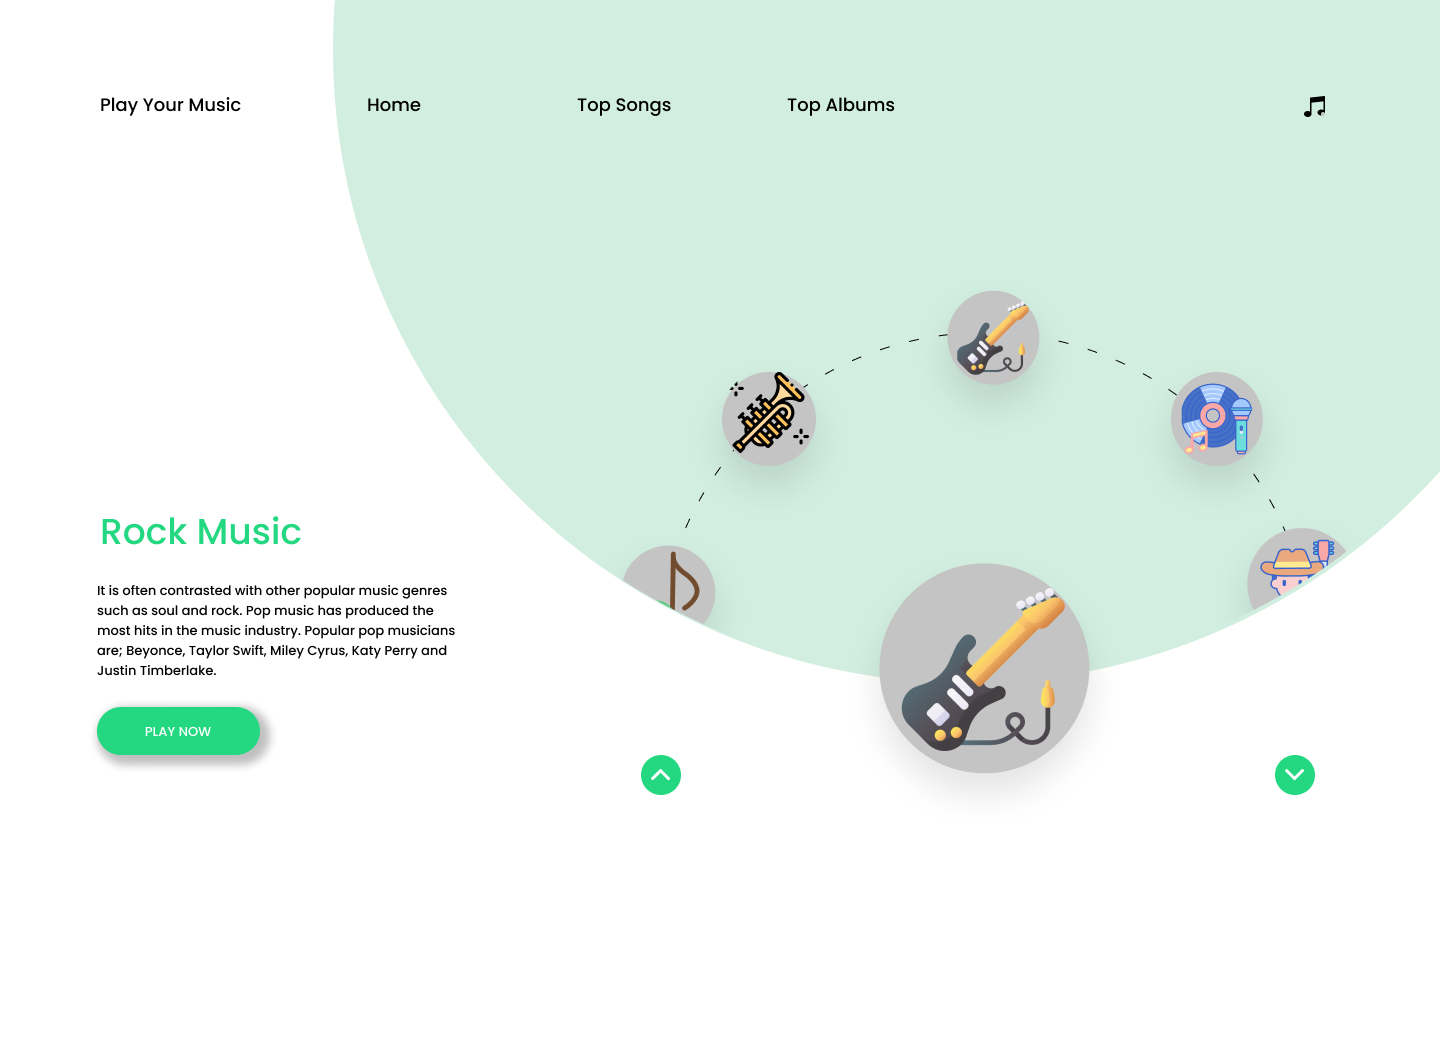 Play Your Music
Home
Top Songs
Top Albums
Rock Music
It is often contrasted with other popular music genres
such as soul and rock. Pop music has produced the
most hits in the music industry. Popular pop musicians
are; Beyonce, Taylor Swift, Miley Cyrus, Katy Perry and
Justin Timberlake.
PLAY NOW